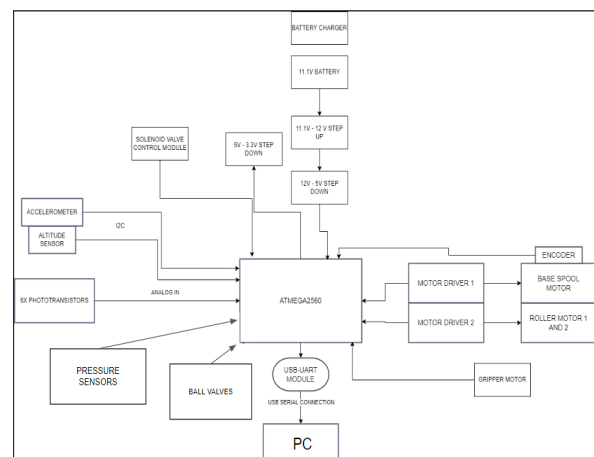 BATTERY CHARGER
11.1V BATTERY
SOLENOID VALVE
CONTROL MODULE
5V - 3.3V STEP
DOWN
11.1V - 12 V STEP
UP
12V - 5V STEP
DOWN
ACCELEROMETER
I2C
ALTITUDE
SENSOR
ENCODER
6X PHOTOTRANSISTORS
ANALOG IN
ATMEGA2560
MOTOR DRIVER 1
BASE SPOOL
MOTOR
MOTOR DRIVER 2
ROLLER MOTOR 1
AND 2
PRESSURE
SENSORS
BALL VALVES
USB-UART
MODULE
GRIPPER MOTOR
USB SERIAL CONNECTION
PC